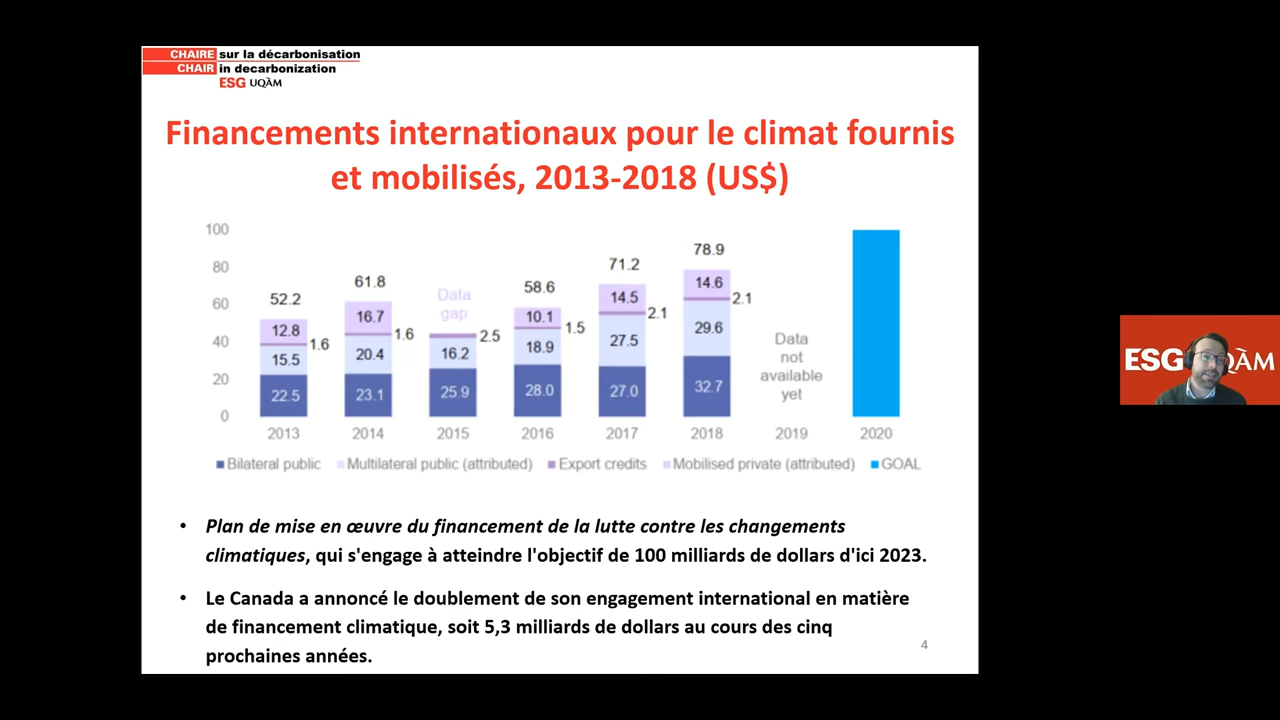 CHAIRE sur la décarbonisation
CHAIR in decarbonization
ESG UQÀM
Financements internationaux pour le climat fournis
et mobilisés, 2013-2018 (US$)
100
80
60
40
20
0
52.2
12.8
1.6
15.5
22.5
61.8
16.7
1.6
20.4
23.1
Data
gap
2.5
16.2
25.9
58.6
10.1
1.5
18.9
28.0
71.2
14.5
2.1
27.5
27.0
78.9
14.6
2.1
29.6
32.7
Data
not
available
yet
2013 2014 2015 2016 2017 2018 2019 2020
Bilateral public Multilateral public (attributed) Export credits Mobilised private (attributed) GOAL
• Plan de mise en œuvre du financement de la lutte contre les changements
climatiques, qui s'engage à atteindre l'objectif de 100 milliards de dollars d'ici 2023.
• Le Canada a annoncé le doublement de son engagement international en matière
de financement climatique, soit 5,3 milliards de dollars au cours des cinq
prochaines années.
4
ESG UQÀM